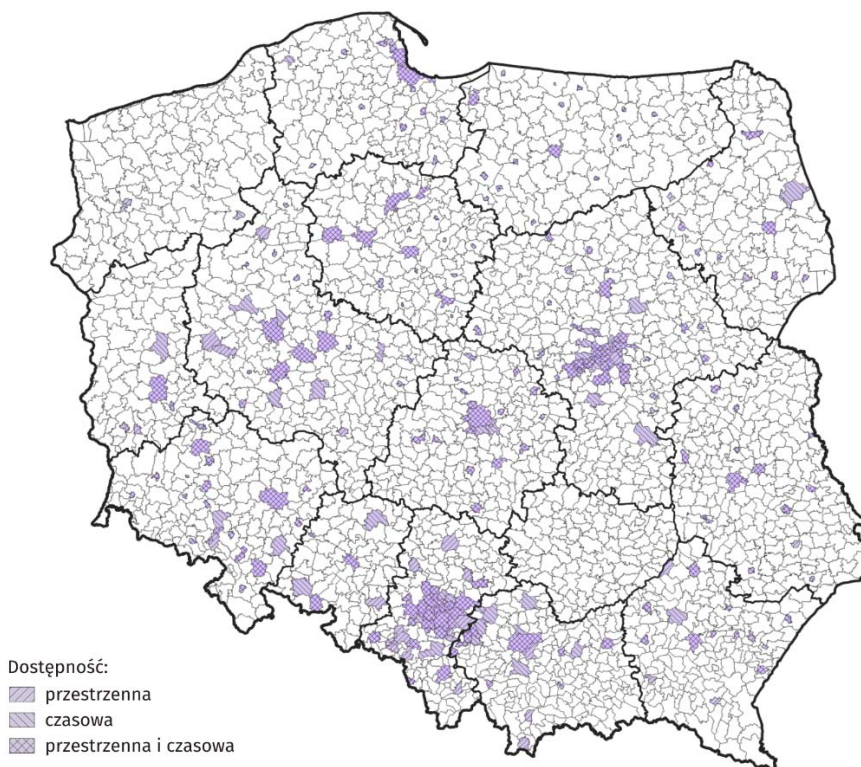 Dostępność:
przestrzenna
czasowa
przestrzenna i czasowa